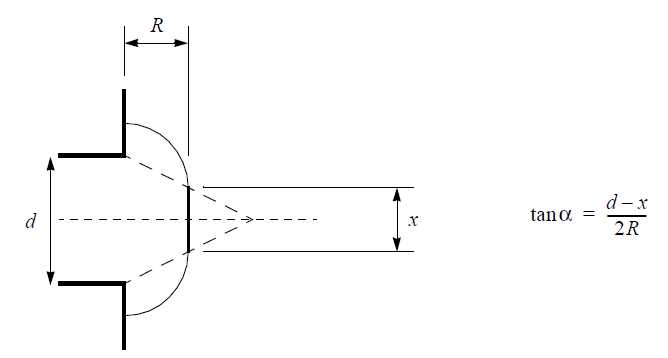 R
d
x
tan α = d – x / 2R